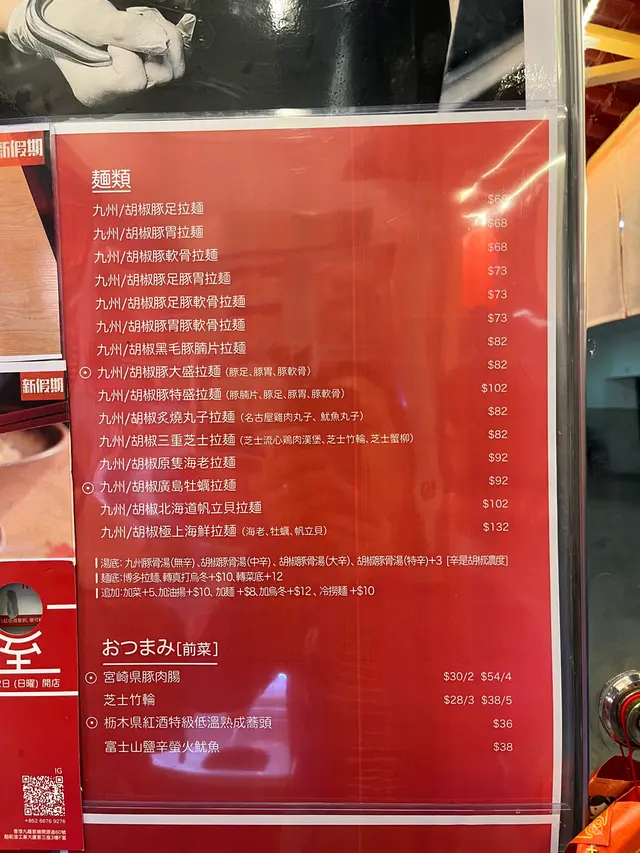 新假期
新假期
麵類
九州/胡椒豚足拉麵 $68
九州/胡椒豚胃拉麵 $68
九州/胡椒豚軟骨拉麵 $68
九州/胡椒豚足豚胃拉麵 $73
九州/胡椒豚足豚軟骨拉麵 $73
九州/胡椒豚胃豚軟骨拉麵 $73
九州/胡椒黑毛豚腩片拉麵 $82
九州/胡椒豚大盛拉麵 (豚足、豚胃、豚軟骨) $82
九州/胡椒豚特盛拉麵 (豚腩片、豚足、豚胃、豚軟骨) $102
九州/胡椒炙燒丸子拉麵 (名古屋雞肉丸子、魷魚丸子) $82
九州/胡椒三重芝士拉麵 (芝士流心鶏肉漢堡、芝士竹輪、芝士蟹柳) $82
九州/胡椒原隻海老拉麵 $92
九州/胡椒廣島牡蠣拉麵 $92
九州/胡椒北海道帆立貝拉麵 $102
九州/胡椒極上海鮮拉麵 (海老、牡蠣、帆立貝) $132
湯底: 九州豚骨湯(無辛)、胡椒豚骨湯(中辛)、胡椒豚骨湯(大辛)、胡椒豚骨湯(特辛)+3 [辛是胡椒濃度]
麵底: 博多拉麵,轉真打烏冬+$10、轉菜底+12
追加: 加菜+5、加油揚+$10、加麵 +$8、加烏冬+$12 、冷撈麵 +$10
おつまみ[前菜]
宮崎県豚肉腸 $30/2 $54/4
芝士竹輪 $28/3 $38/5
栃木県紅酒特級低溫熟成蕎頭 $36
富士山鹽辛螢火魷魚 $38
2日 (日曜) 開店
IG
+852 6676 9276